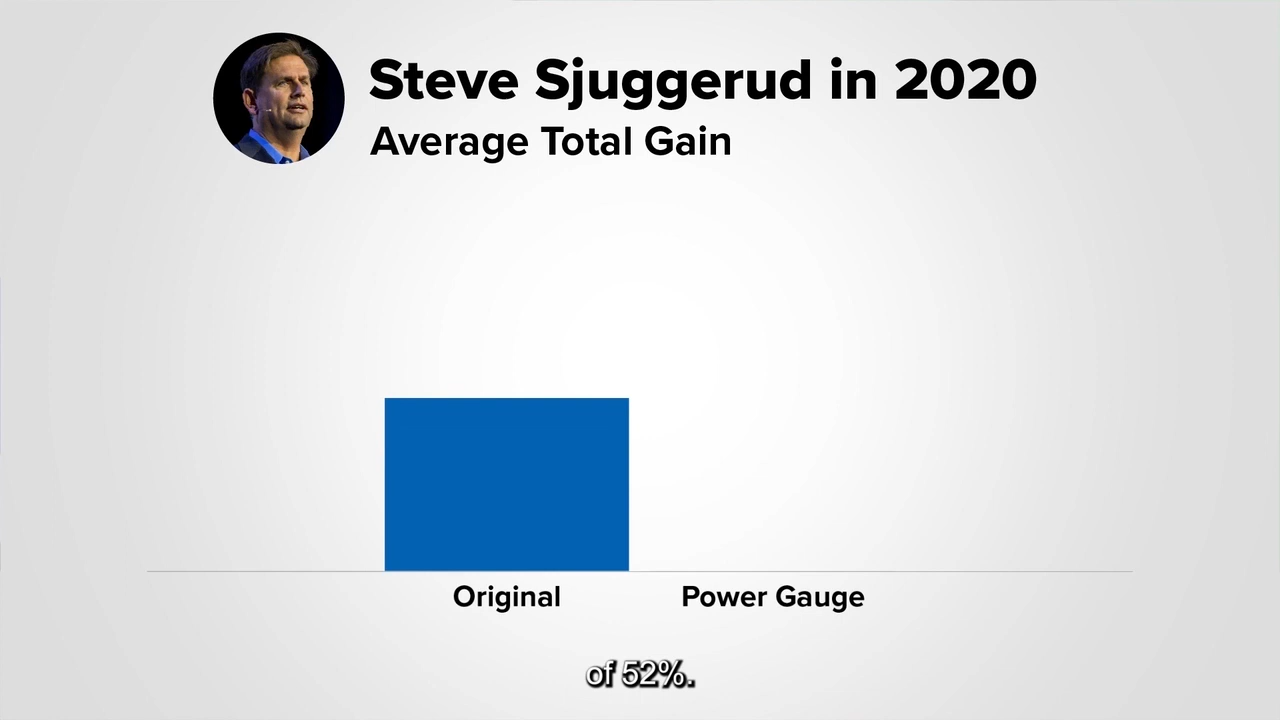 Steve Sjuggerud in 2020
Average Total Gain
Original
Power Gauge
of 52%.